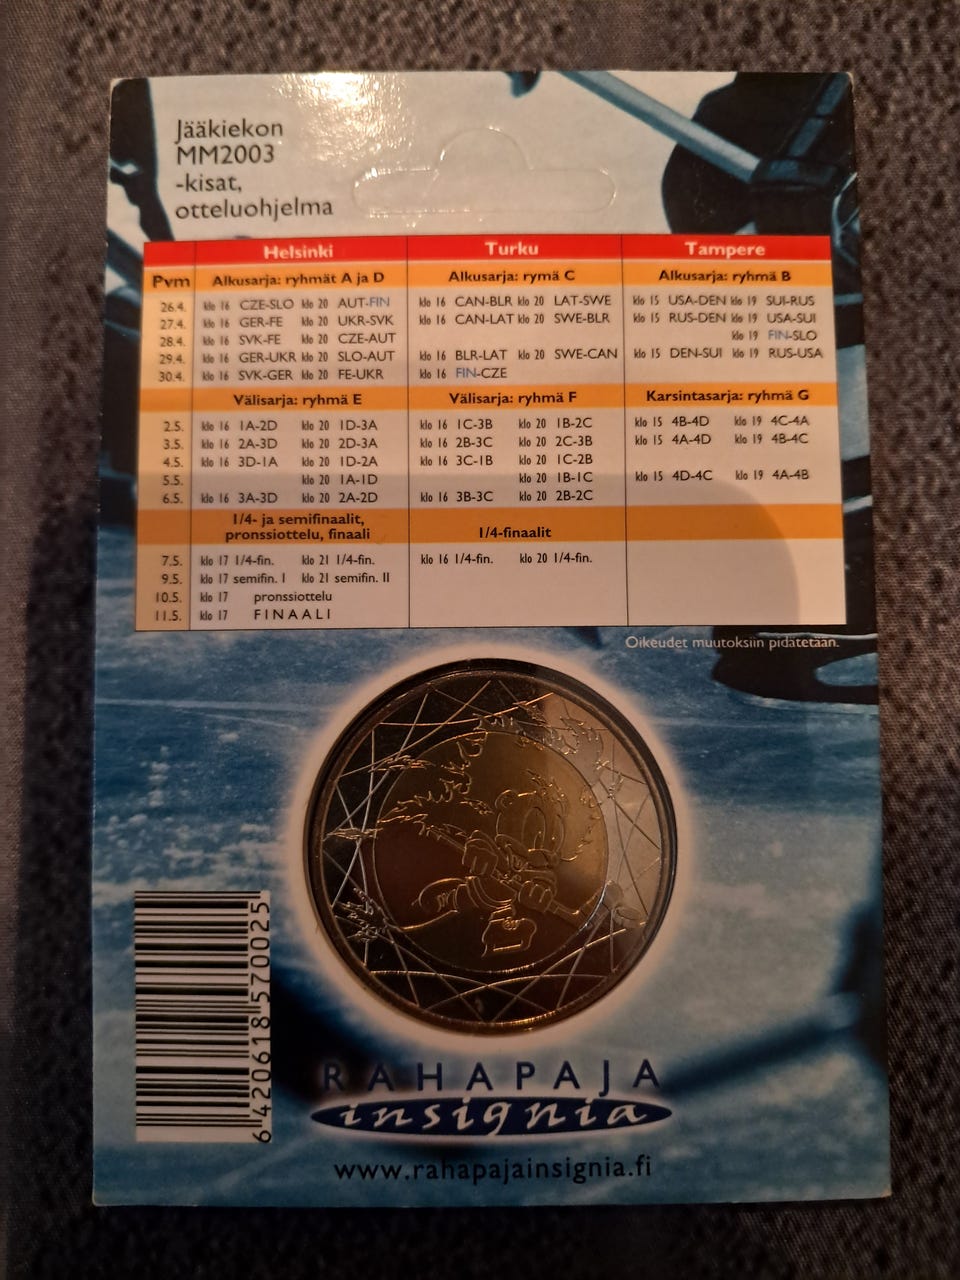 Jääkiekon
MM2003
-kisat,
otteluohjelma
Helsinki Turku Tampere
Pvm Alkusarja: ryhmät A ja D Alkusarja: rymä C Alkusarja: ryhmä B
26.4. klo 16 CZE-SLO klo 20 AUT-FIN klo 16 CAN-BLR klo 20 LAT-SWE klo 15 USA-DEN klo 19 SUI-RUS
27.4. klo 16 GER-FE klo 20 UKR-SVK klo 16 CAN-LAT klo 20 SWE-BLR klo 15 RUS-DEN klo 19 USA-SUI
28.4. klo 16 SVK-FE klo 20 CZE-AUT klo 19 FIN-SLO
29.4. klo 16 GER-UKR klo 20 SLO-AUT klo 16 BLR-LAT klo 20 SWE-CAN klo 15 DEN-SUI klo 19 RUS-USA
30.4. klo 16 SVK-GER klo 20 FE-UKR klo 16 FIN-CZE
Välisarja: ryhmä E Välisarja: ryhmä F Karsintasarja: ryhmä G
2.5. klo 16 1A-2D klo 20 1D-3A klo 16 1C-3B klo 20 1B-2C klo 15 4B-4D klo 19 4C-4A
3.5. klo 16 2A-3D klo 20 2D-3A klo 16 2B-3C klo 20 2C-3B klo 15 4A-4D klo 19 4B-4C
4.5. klo 16 3D-1A klo 20 1D-2A klo 16 3C-1B klo 20 1C-2B
5.5. klo 20 1A-1D klo 20 1B-1C klo 15 4D-4C klo 19 4A-4B
6.5. klo 16 3A-3D klo 20 2A-2D klo 16 3B-3C klo 20 2B-2C
1/4- ja semifinaalit,
pronssiottelu, finaali 1/4-finaalit
7.5. klo 17 1/4-fin. klo 21 1/4-fin. klo 16 1/4-fin. klo 20 1/4-fin.
9.5. klo 17 semifin. I klo 21 semifin. II
10.5. klo 17 pronssiottelu
11.5. klo 17 FINAALI
Oikeudet muutoksiin pidätetään.
6420618570025
RAHAPAJA
insignia
www.rahapajainsignia.fi